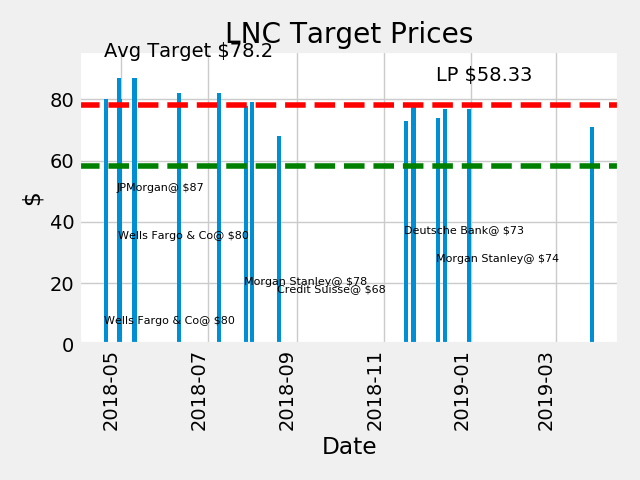 LNC Target Prices
Avg Target $78.2
LP $58.33
80
60
40
20
0
$
JPMorgan@ $87
Wells Fargo & Co@ $80
Deutsche Bank@ $73
Morgan Stanley@ $74
Morgan Stanley@ $78
Credit Suisse@ $68
Wells Fargo & Co@ $80
2018-05
2018-07
2018-09
2018-11
2019-01
2019-03
Date